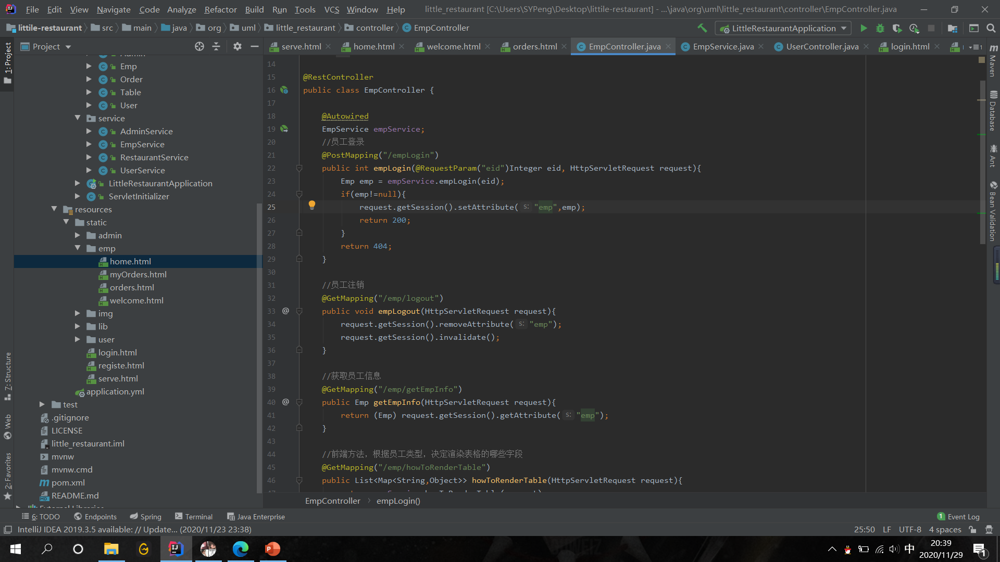 File Edit View Navigate Code Analyze Refactor Build Run Tools VCS Window Help little_restaurant [C:\Users\SYPeng\Desktop\littile-restaurant] - ...\java\org\uml\little_restaurant\controller\EmpController.java
littile-restaurant src main java org uml little_restaurant controller EmpController LittleRestaurantApplication
Project
serve.html home.html welcome.html orders.html EmpController.java EmpService.java UserController.java login.html
1: Project
7: Structure
Web
2: Favorites
Emp
Order
Table
User
service
AdminService
EmpService
RestaurantService
UserService
LittleRestaurantApplication
ServletInitializer
resources
static
admin
emp
home.html
myOrders.html
orders.html
welcome.html
img
lib
user
login.html
registe.html
serve.html
application.yml
test
.gitignore
LICENSE
little_restaurant.iml
mvnw
mvnw.cmd
pom.xml
README.md
External Libraries
14
15 @RestController
16 public class EmpController {
17
18 @Autowired
19 EmpService empService;
20 //员工登录
21 @PostMapping("/empLogin")
22 public int empLogin(@RequestParam("eid")Integer eid, HttpServletRequest request){
23 Emp emp = empService.empLogin(eid);
24 if(emp!=null){
25 request.getSession().setAttribute( s: "emp",emp);
26 return 200;
27 }
28 return 404;
29 }
30
31 //员工注销
32 @GetMapping("/emp/logout")
33 @ public void empLogout(HttpServletRequest request){
34 request.getSession().removeAttribute( s: "emp");
35 request.getSession().invalidate();
36 }
37
38 //获取员工信息
39 @GetMapping("/emp/getEmpInfo")
40 @ public Emp getEmpInfo(HttpServletRequest request){
41 return (Emp) request.getSession().getAttribute( s: "emp");
42 }
43
44 //前端方法，根据员工类型，决定渲染表格的哪些字段
45 @GetMapping("/emp/howToRenderTable")
46 public List<Map<String,Object>> howToRenderTable(HttpServletRequest request){
Maven
Database
Ant
Bean Validation
EmpController empLogin()
6: TODO Endpoints Spring Terminal Java Enterprise 1 Event Log
IntelliJ IDEA 2019.3.5 available: // Update... (2020/11/23 23:38) 25:50 LF UTF-8 4 spaces
中 20:39
2020/11/29
1